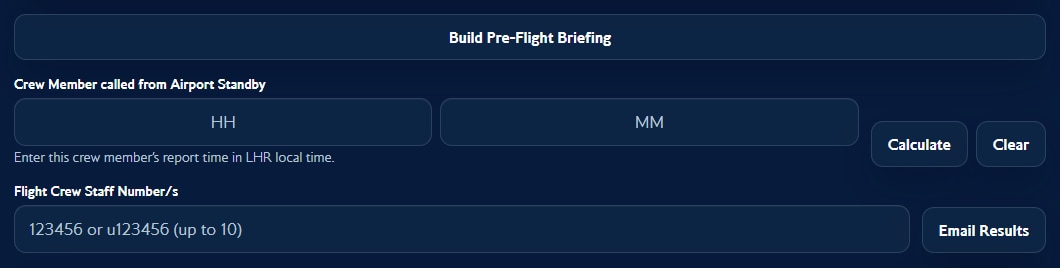 Build Pre-Flight Briefing
Crew Member called from Airport Standby
HH
MM
Calculate
Clear
Enter this crew member's report time in LHR local time.
Flight Crew Staff Number/s
123456 or u123456 (up to 10)
Email Results